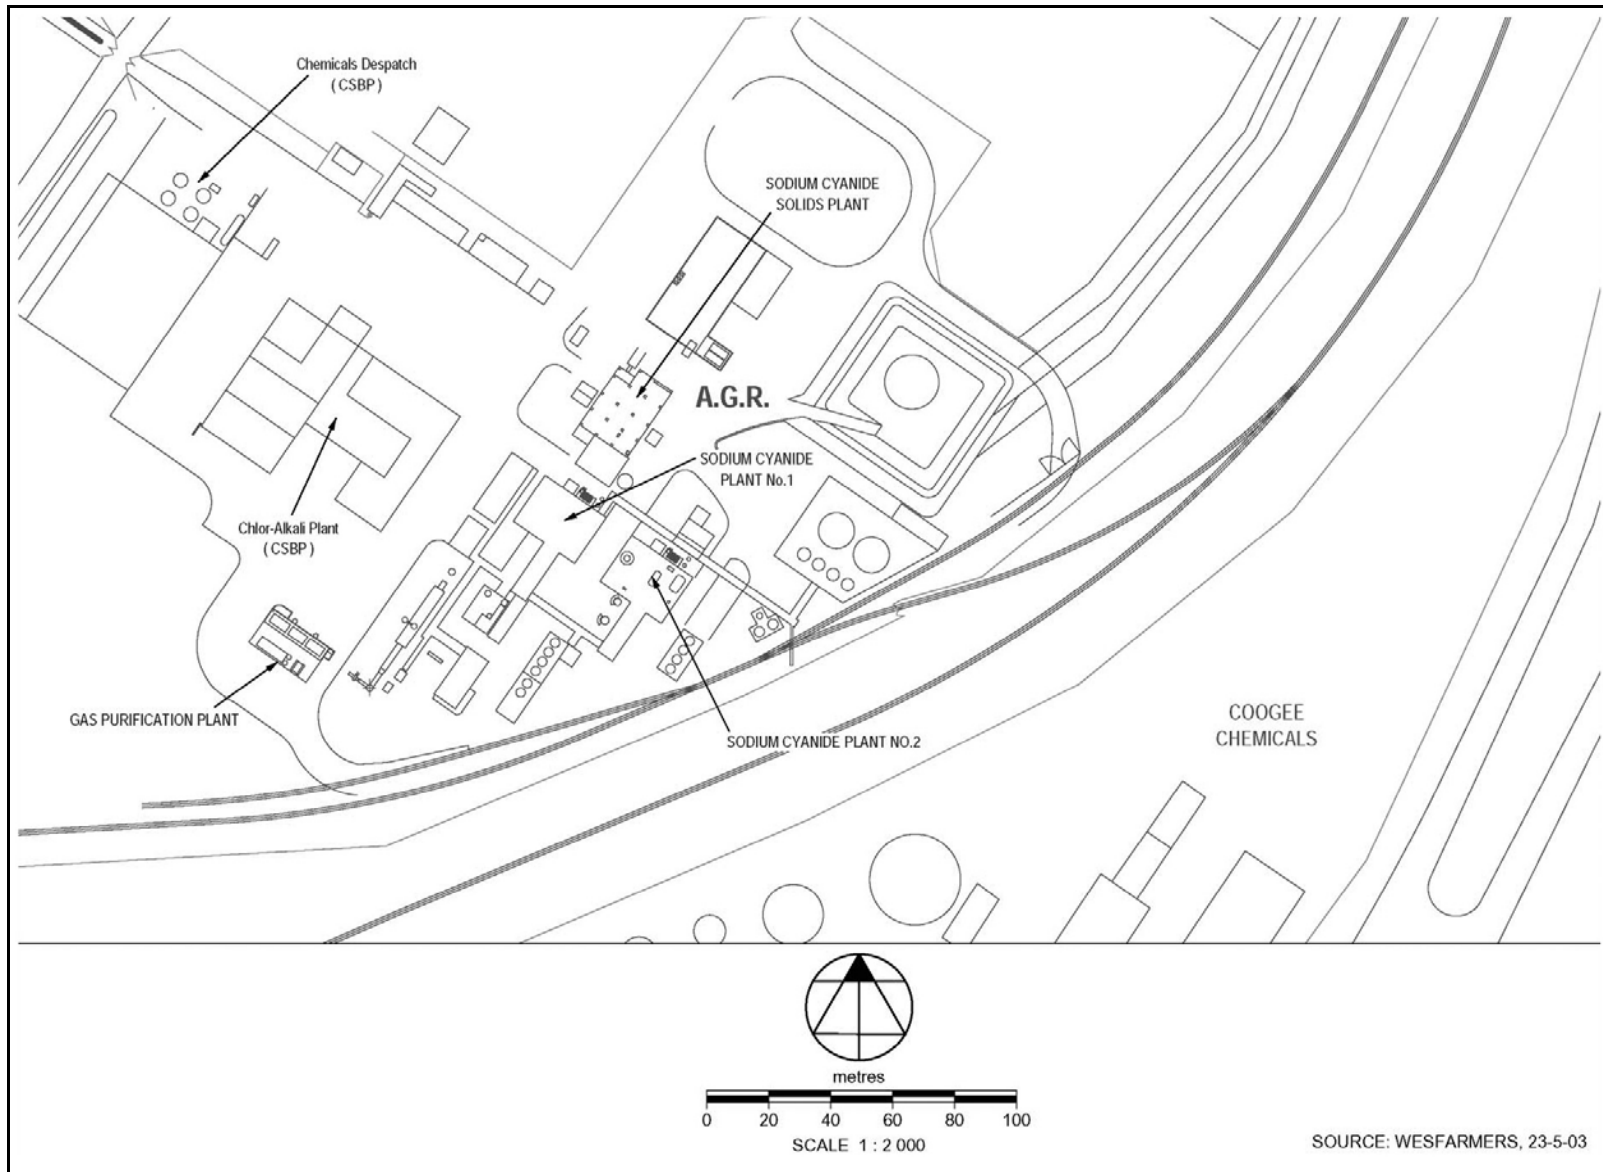 Chemicals Despatch
( CSBP )
SODIUM CYANIDE
SOLIDS PLANT
A.G.R.
SODIUM CYANIDE
PLANT No.1
Chlor-Alkali Plant
( CSBP )
GAS PURIFICATION PLANT
SODIUM CYANIDE PLANT NO.2
COOGEE
CHEMICALS
metres
0 20 40 60 80 100
SCALE 1 : 2 000
SOURCE: WESFARMERS, 23-5-03